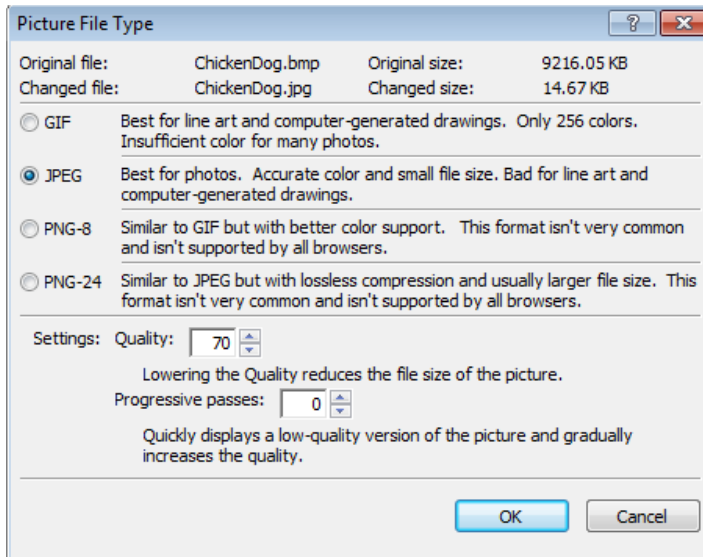 Picture File Type
Original file: ChickenDog.bmp Original size: 9216.05 KB
Changed file: ChickenDog.jpg Changed size: 14.67 KB
GIF Best for line art and computer-generated drawings. Only 256 colors.
Insufficient color for many photos.
JPEG Best for photos. Accurate color and small file size. Bad for line art and
computer-generated drawings.
PNG-8 Similar to GIF but with better color support. This format isn't very common
and isn't supported by all browsers.
PNG-24 Similar to JPEG but with lossless compression and usually larger file size. This
format isn't very common and isn't supported by all browsers.
Settings: Quality: 70
Lowering the Quality reduces the file size of the picture.
Progressive passes: 0
Quickly displays a low-quality version of the picture and gradually
increases the quality.
OK Cancel